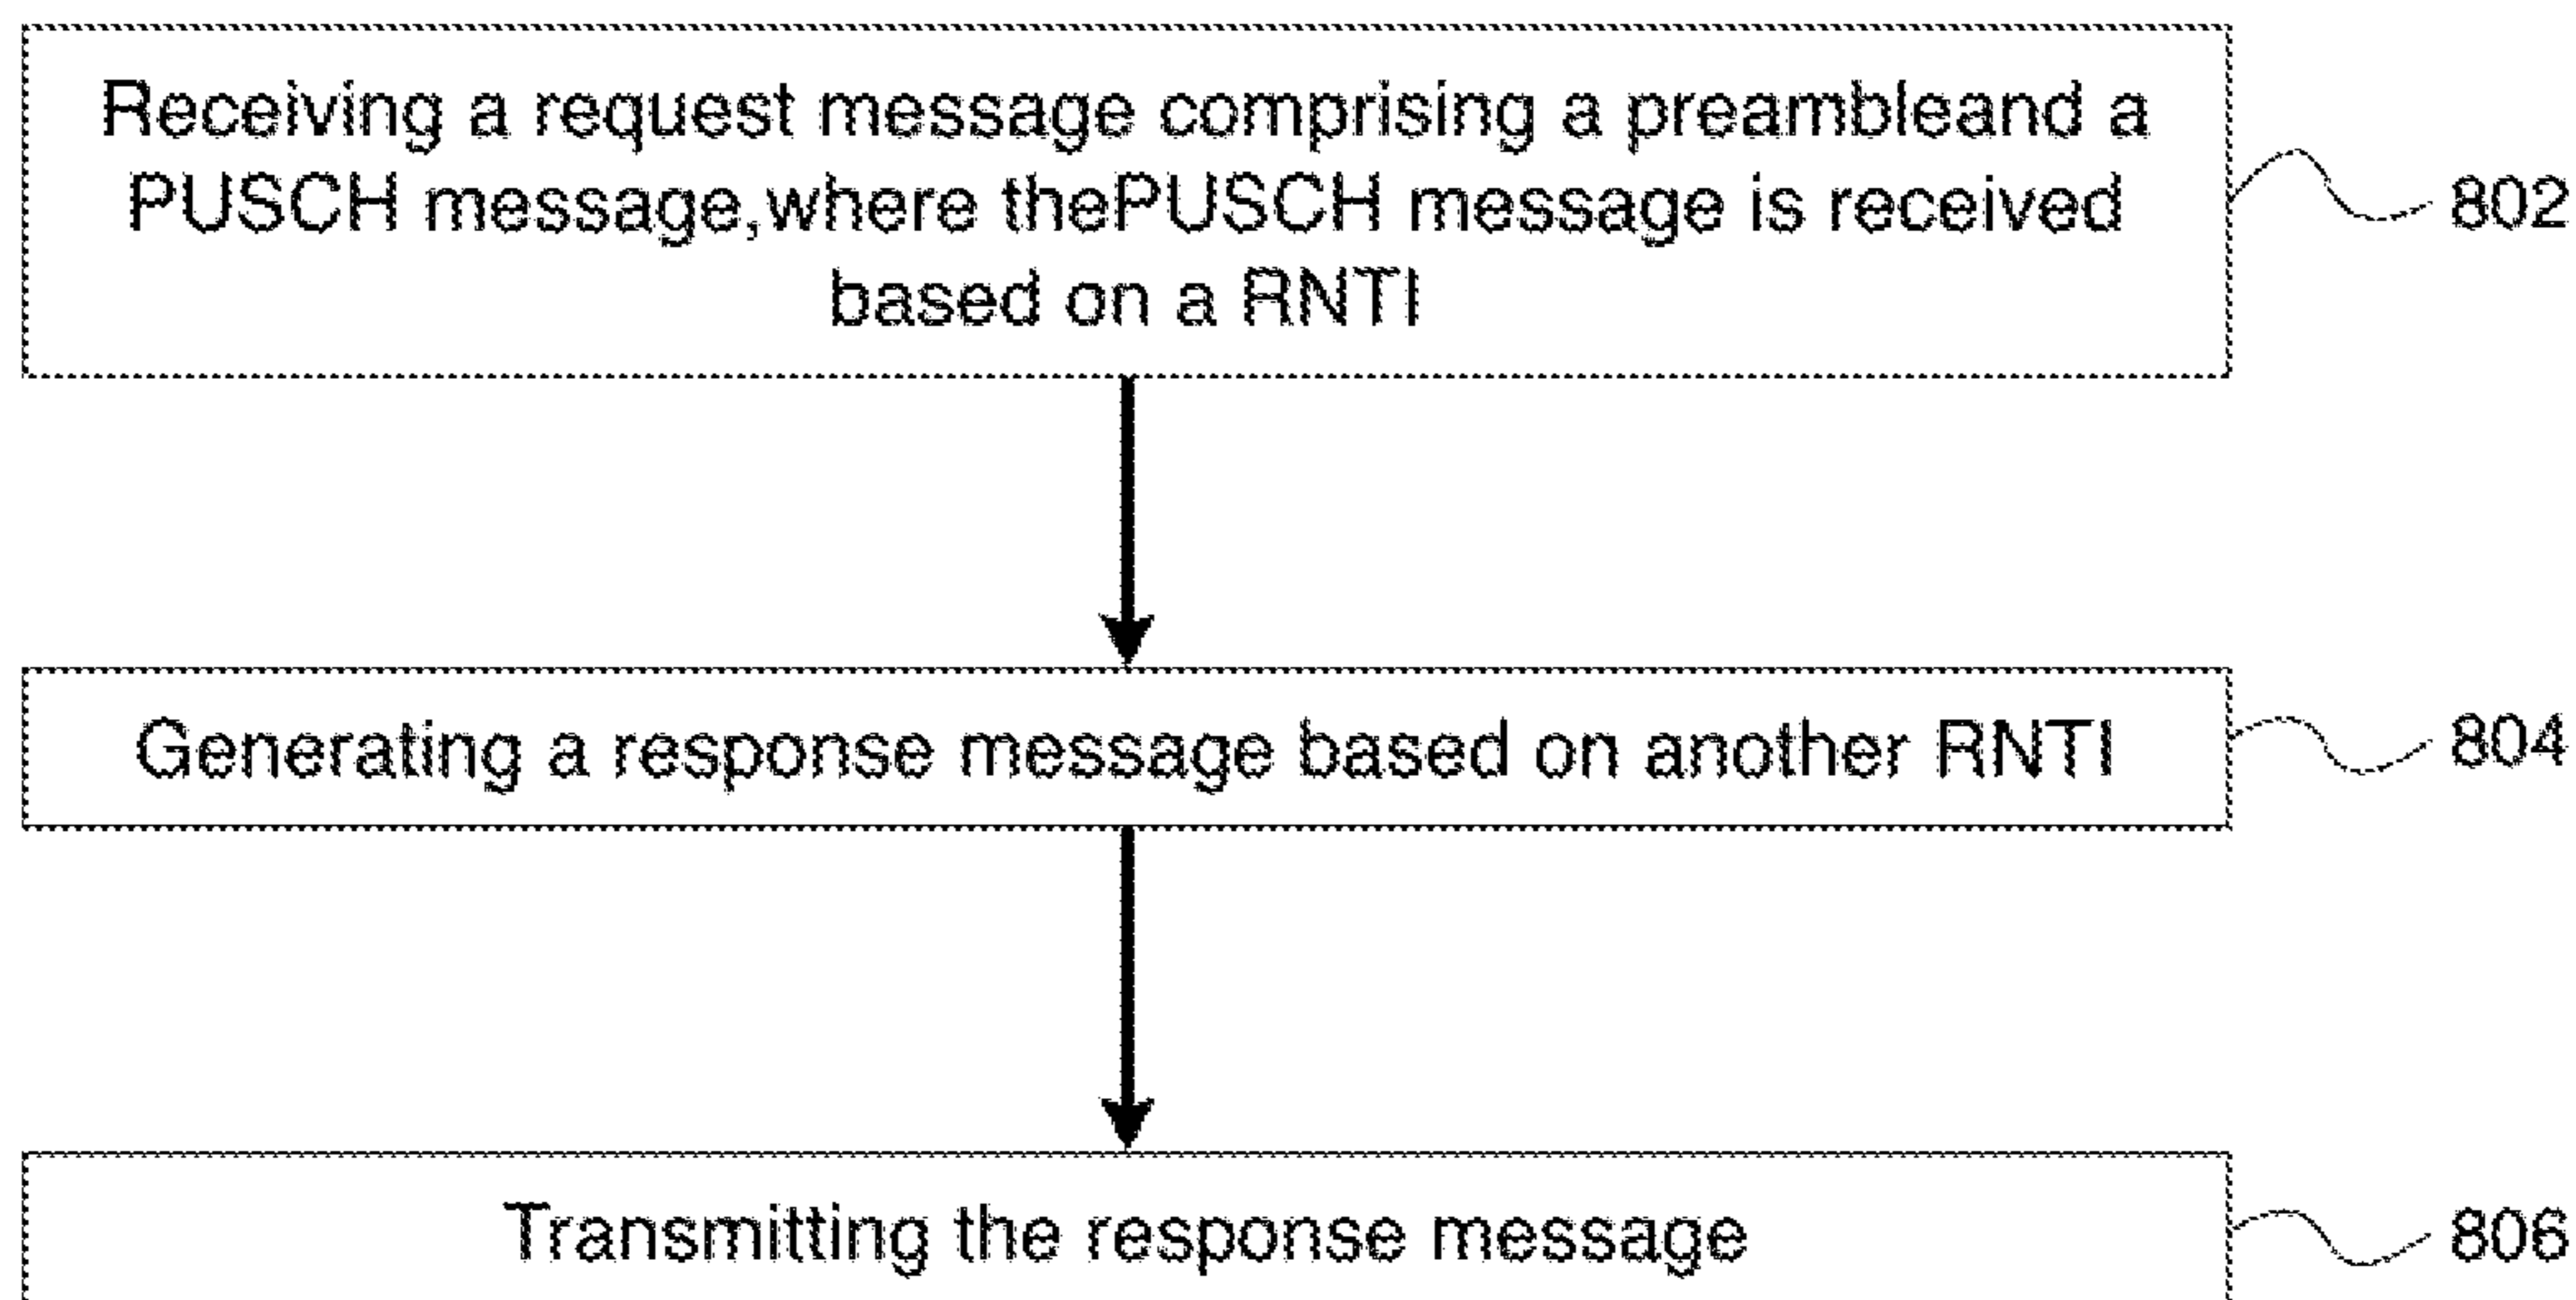 Receiving a request message comprising a preambleand a
PUSCH message,where thePUSCH message is received
based on a RNTI
802
Generating a response message based on another RNTI
804
Transmitting the response message
806